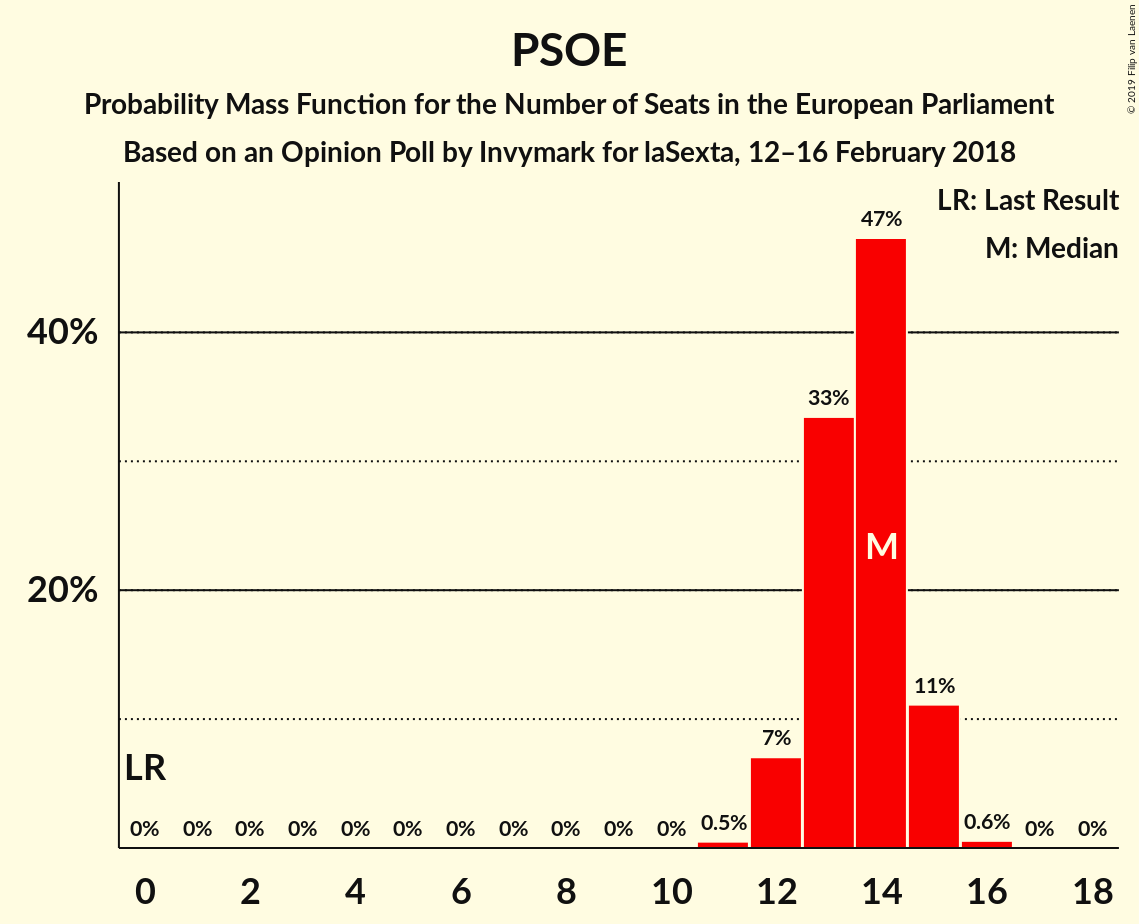 PSOE
Probability Mass Function for the Number of Seats in the European Parliament
Based on an Opinion Poll by Invymark for laSexta, 12–16 February 2018
© 2019 Filip van Laenen
LR: Last Result
M: Median
47%
40%
33%
M
20%
11%
7%
LR
0% 0% 0% 0% 0% 0% 0% 0% 0% 0% 0% 0.5% 0.6% 0% 0%
0 2 4 6 8 10 12 14 16 18